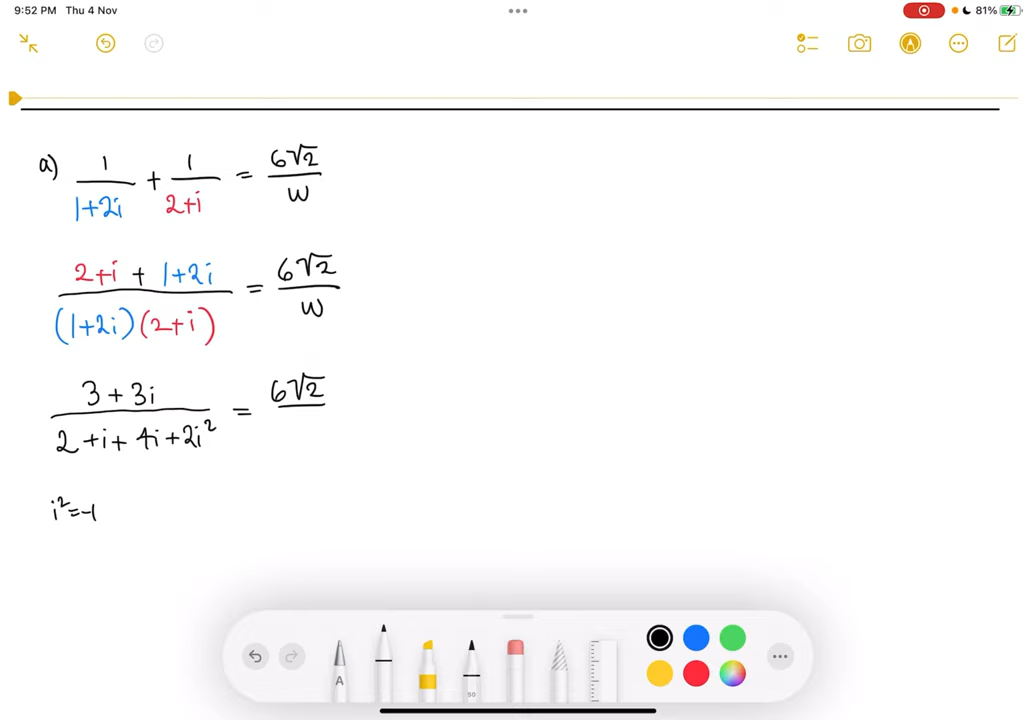 9:52 PM Thu 4 Nov
81%
a) 1/(1+2i) + 1/(2+i) = 6√2/W
(2+i + 1+2i)/((1+2i)(2+i)) = 6√2/W
(3+3i)/(2+i+4i+2i²) = 6√2
i²=-1
A
50